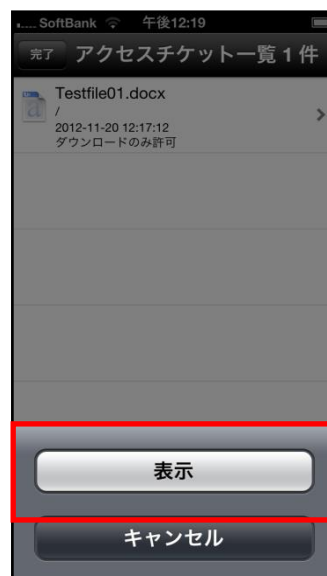 SoftBank 午後12:19
完了 アクセスチケット一覧 1 件
Testfile01.docx
/
2012-11-20 12:17:12
ダウンロードのみ許可
表示
キャンセル